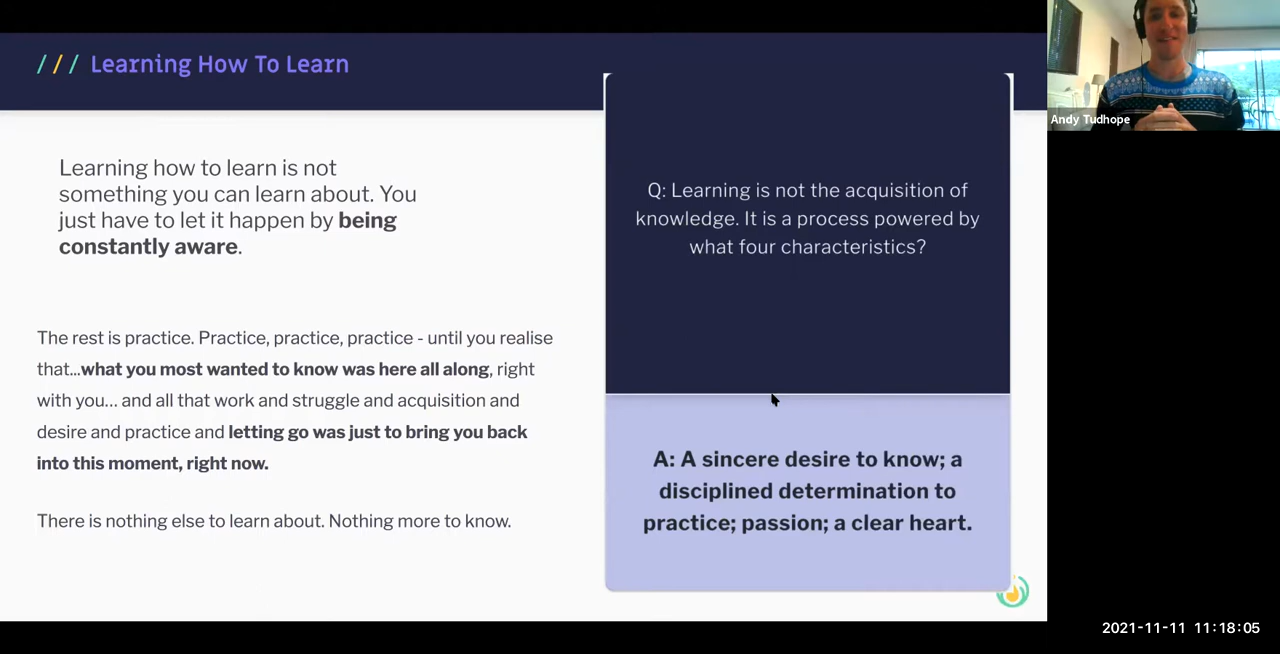 /// Learning How To Learn
Learning how to learn is not
something you can learn about. You
just have to let it happen by being
constantly aware.
The rest is practice. Practice, practice, practice - until you realise
that...what you most wanted to know was here all along, right
with you... and all that work and struggle and acquisition and
desire and practice and letting go was just to bring you back
into this moment, right now.
There is nothing else to learn about. Nothing more to know.
Q: Learning is not the acquisition of
knowledge. It is a process powered by
what four characteristics?
A: A sincere desire to know; a
disciplined determination to
practice; passion; a clear heart.
Andy Tudhope
2021-11-11 11:18:05